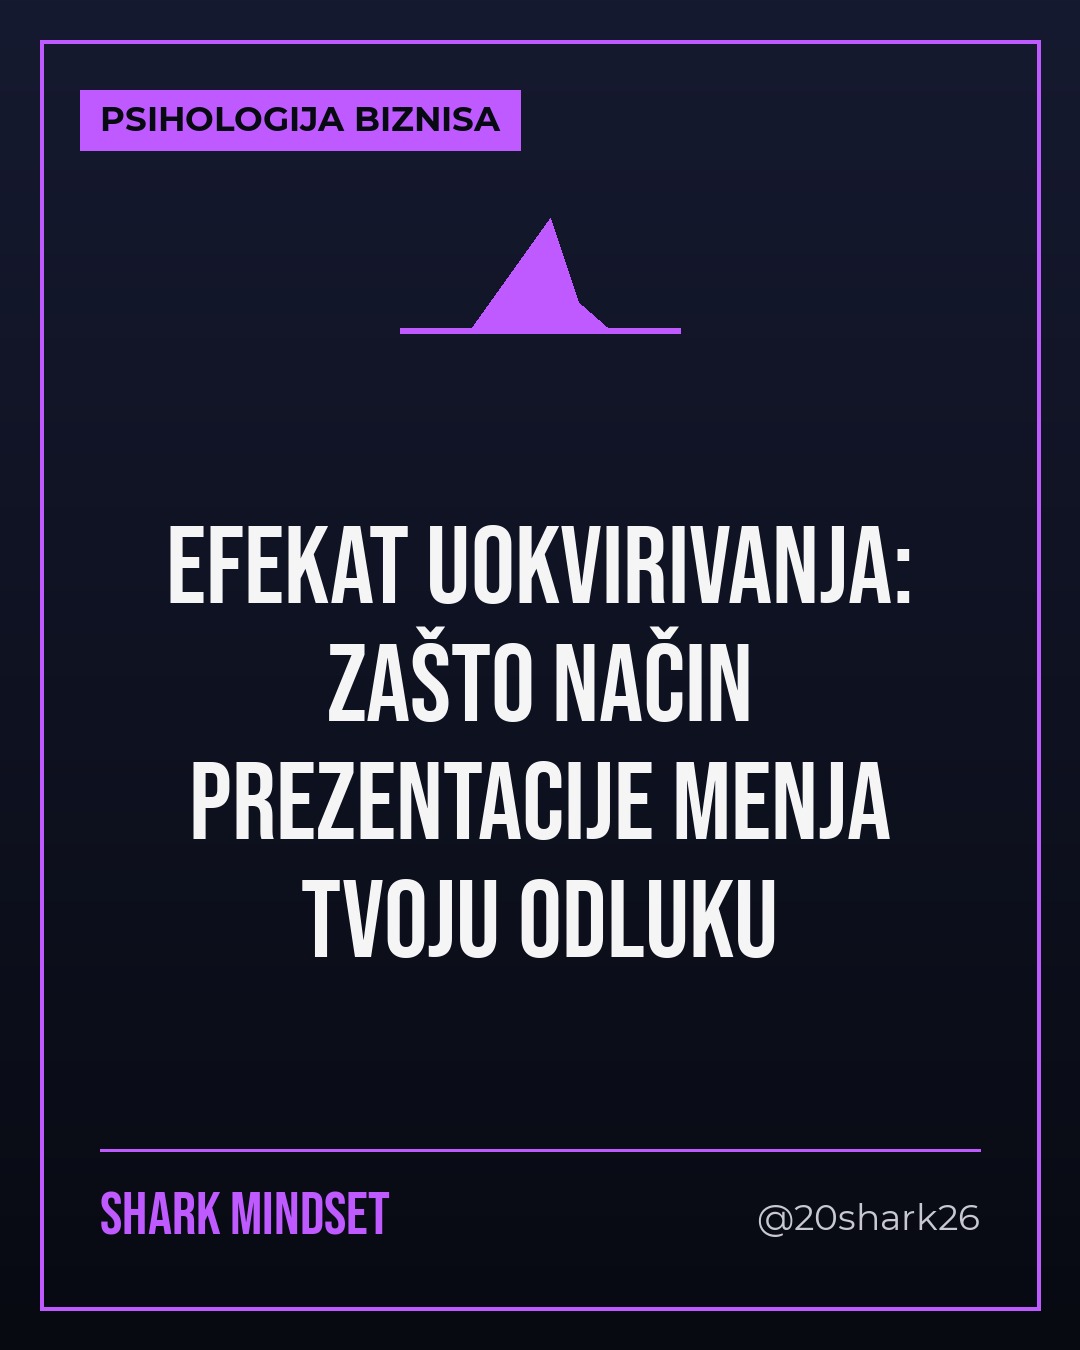 PSIHOLOGIJA BIZNISA
EFEKAT UOKVIRIVANJA:
ZAŠTO NAČIN
PREZENTACIJE MENJA
TVOJU ODLUKU
SHARK MINDSET
@20shark26